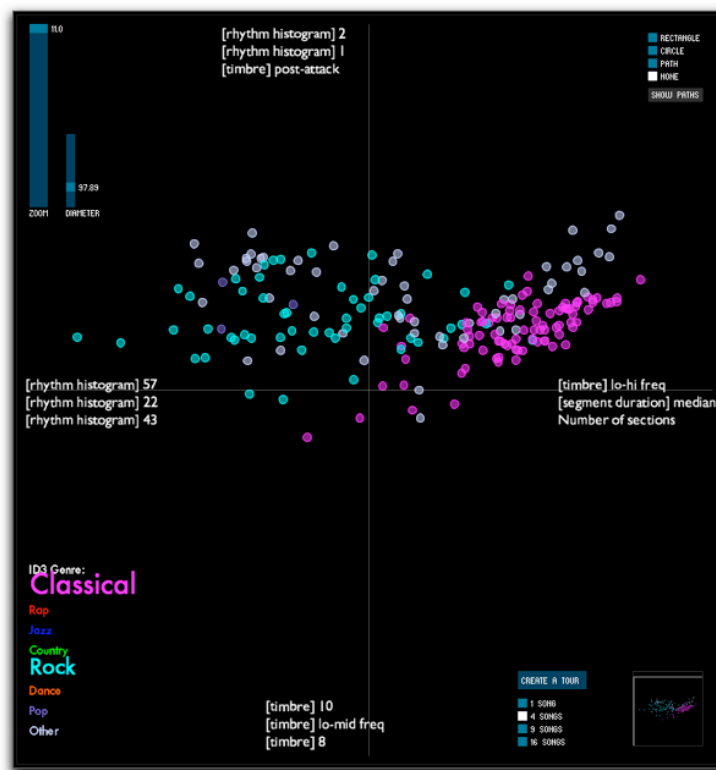 11.0
[rhythm histogram] 2
[rhythm histogram] 1
[timbre] post-attack
RECTANGLE
CIRCLE
PATH
NONE
SHOW PATHS
97.89
ZOOM
DIAMETER
[rhythm histogram] 57
[rhythm histogram] 22
[rhythm histogram] 43
[timbre] lo-hi freq
[segment duration] median
Number of sections
ID3 Genre:
Classical
Rap
Jazz
Country
Rock
Dance
Pop
Other
[timbre] 10
[timbre] lo-mid freq
[timbre] 8
CREATE A TOUR
1 SONG
4 SONGS
9 SONGS
16 SONGS